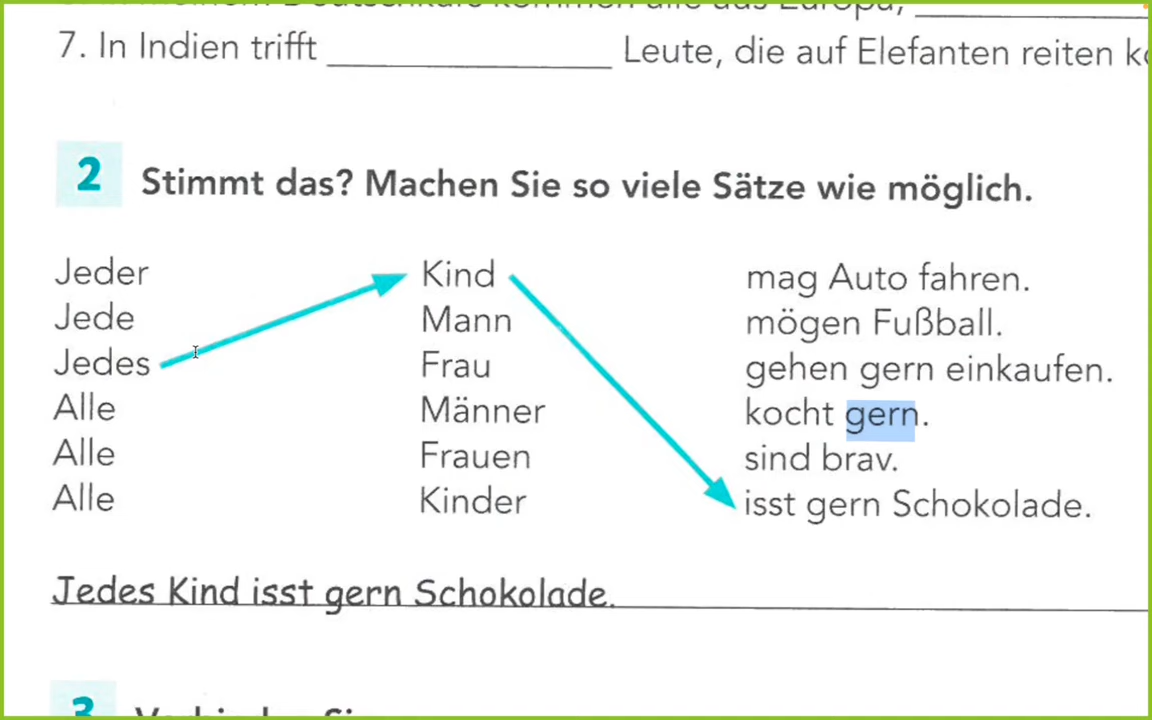 7. In Indien trifft ____________ Leute, die auf Elefanten reiten
2 Stimmt das? Machen Sie so viele Sätze wie möglich.
Jeder Kind mag Auto fahren.
Jede Mann mögen Fußball.
Jedes Frau gehen gern einkaufen.
Alle Männer kocht gern.
Alle Frauen sind brav.
Alle Kinder isst gern Schokolade.
Jedes Kind isst gern Schokolade.
3